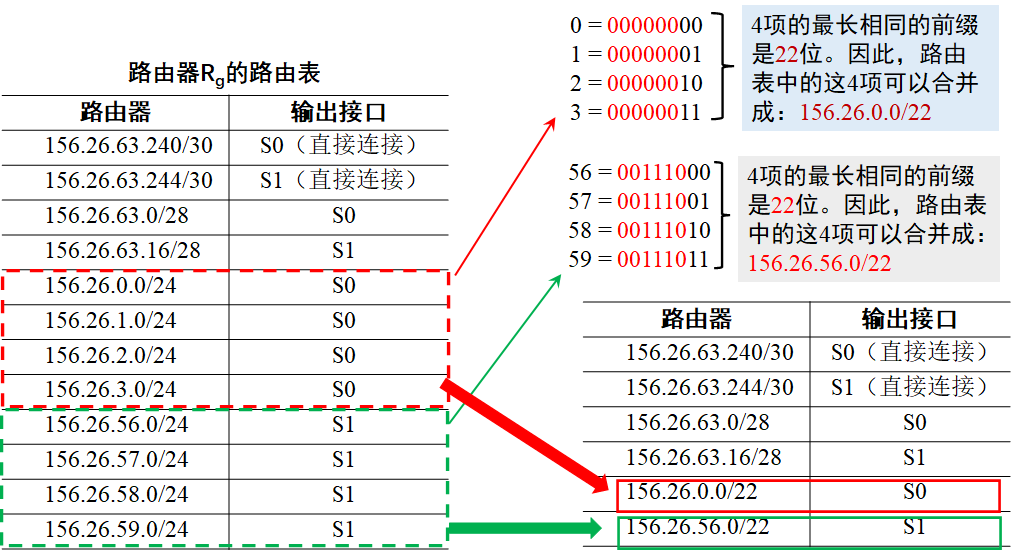 路由器Rg的路由表
路由器 输出接口
156.26.63.240/30 S0（直接连接）
156.26.63.244/30 S1（直接连接）
156.26.63.0/28 S0
156.26.63.16/28 S1
156.26.0.0/24 S0
156.26.1.0/24 S0
156.26.2.0/24 S0
156.26.3.0/24 S0
156.26.56.0/24 S1
156.26.57.0/24 S1
156.26.58.0/24 S1
156.26.59.0/24 S1
0 = 00000000
1 = 00000001
2 = 00000010
3 = 00000011
4项的最长相同的前缀
是22位。因此，路由
表中的这4项可以合并
成：156.26.0.0/22
56 = 00111000
57 = 00111001
58 = 00111010
59 = 00111011
4项的最长相同的前缀
是22位。因此，路由表
中的这4项可以合并成：
156.26.56.0/22
路由器 输出接口
156.26.63.240/30 S0（直接连接）
156.26.63.244/30 S1（直接连接）
156.26.63.0/28 S0
156.26.63.16/28 S1
156.26.0.0/22 S0
156.26.56.0/22 S1